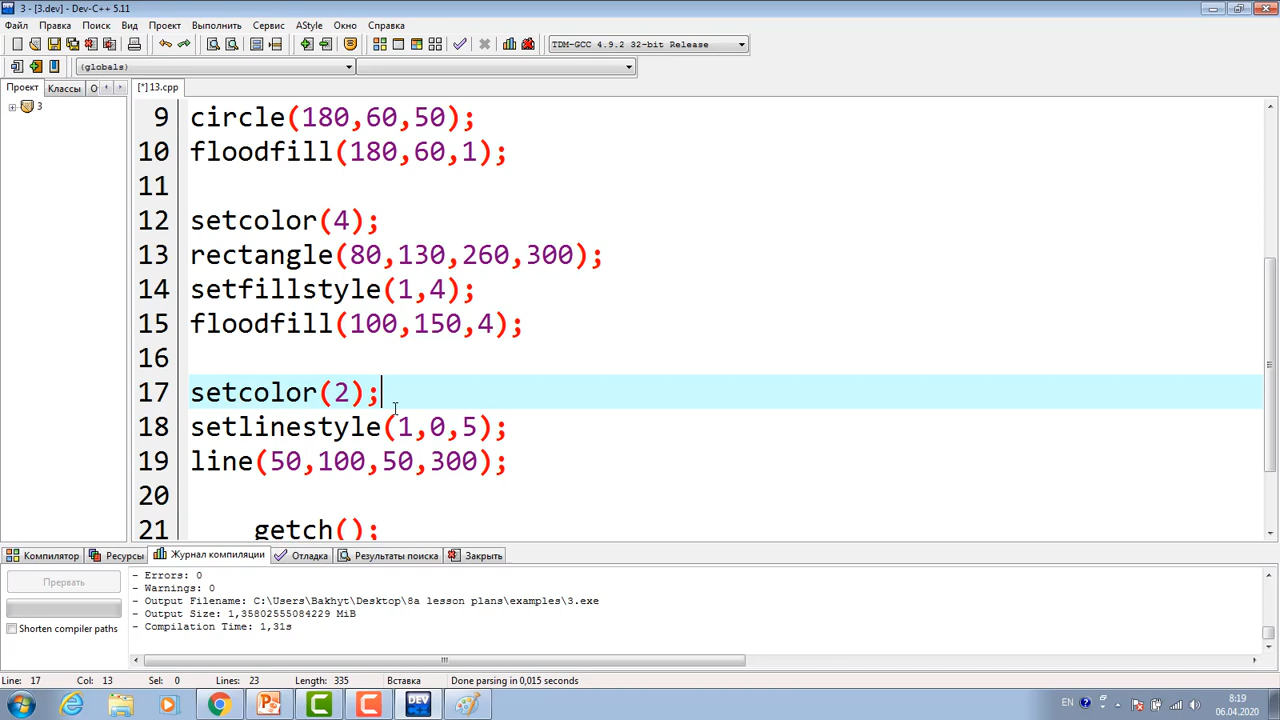 3 - [3.dev] - Dev-C++ 5.11
Файл Правка Поиск Вид Проект Выполнить Сервис AStyle Окно Справка
TDM-GCC 4.9.2 32-bit Release
(globals)
Проект Классы О [*] 13.cpp
3
9 circle(180,60,50);
10 floodfill(180,60,1);
11
12 setcolor(4);
13 rectangle(80,130,260,300);
14 setfillstyle(1,4);
15 floodfill(100,150,4);
16
17 setcolor(2);
18 setlinestyle(1,0,5);
19 line(50,100,50,300);
20
21 getch();
Компилятор Ресурсы Журнал компиляции Отладка Результаты поиска Закрыть
Прервать
Shorten compiler paths
- Errors: 0
- Warnings: 0
- Output Filename: C:\Users\Bakhyt\Desktop\8a lesson plans\examples\3.exe
- Output Size: 1,35802555084229 MiB
- Compilation Time: 1,31s
Line: 17 Col: 13 Sel: 0 Lines: 23 Length: 335 Вставка Done parsing in 0,015 seconds
DEV
EN 8:19
06.04.2020